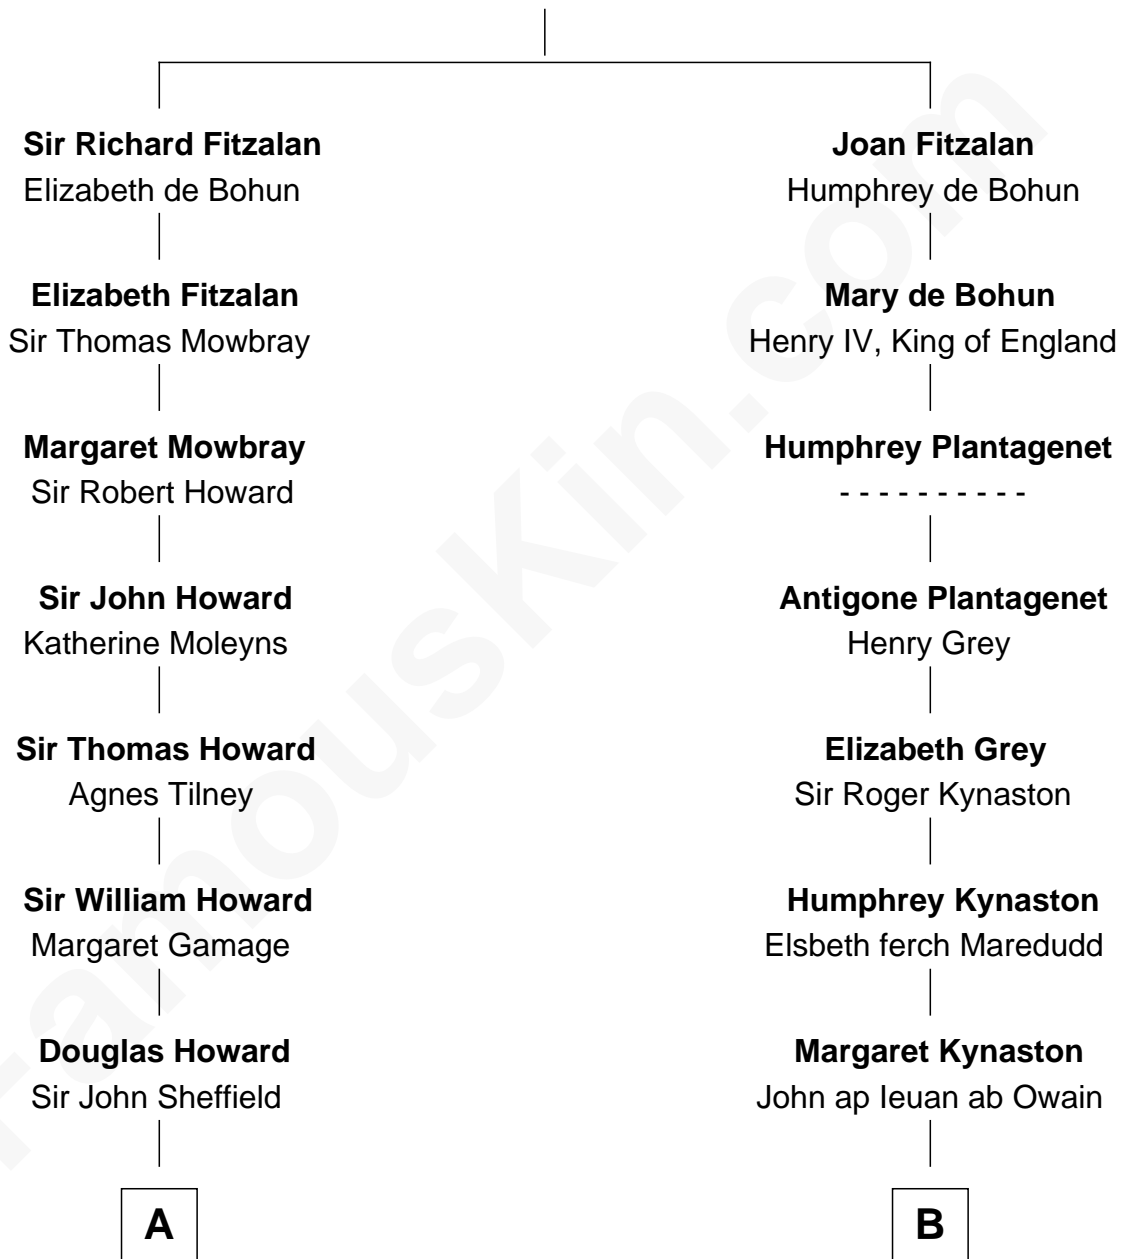 Sir Richard Fitzalan
Elizabeth de Bohun
Elizabeth Fitzalan
Sir Thomas Mowbray
Margaret Mowbray
Sir Robert Howard
Sir John Howard
Katherine Moleyns
Sir Thomas Howard
Agnes Tilney
Sir William Howard
Margaret Gamage
Douglas Howard
Sir John Sheffield
A
Joan Fitzalan
Humphrey de Bohun
Mary de Bohun
Henry IV, King of England
Humphrey Plantagenet
- - - - - - - - - -
Antigone Plantagenet
Henry Grey
Elizabeth Grey
Sir Roger Kynaston
Humphrey Kynaston
Elsbeth ferch Maredudd
Margaret Kynaston
John ap Ieuan ab Owain
B
FamousKin.com